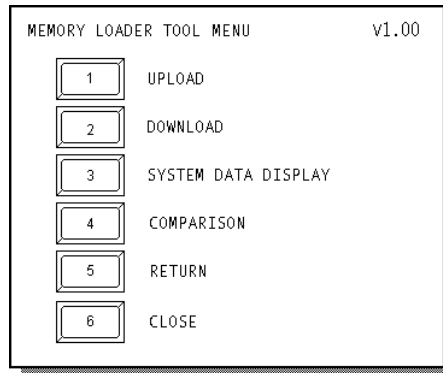 MEMORY LOADER TOOL MENU v1.00
1 UPLOAD
2 DOWNLOAD
3 SYSTEM DATA DISPLAY
4 COMPARISON
5 RETURN
6 CLOSE